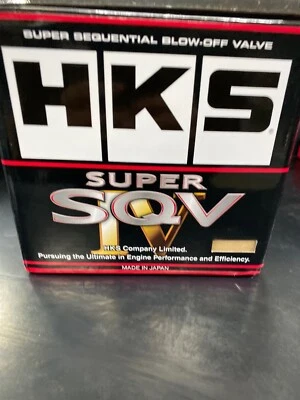 SUPER SEQUENTIAL BLOW-OFF VALVE
HKS
SUPER
SQV
IV
HKS Company Limited.
Pursuing the Ultimate in Engine Performance and Efficiency.
MADE IN JAPAN